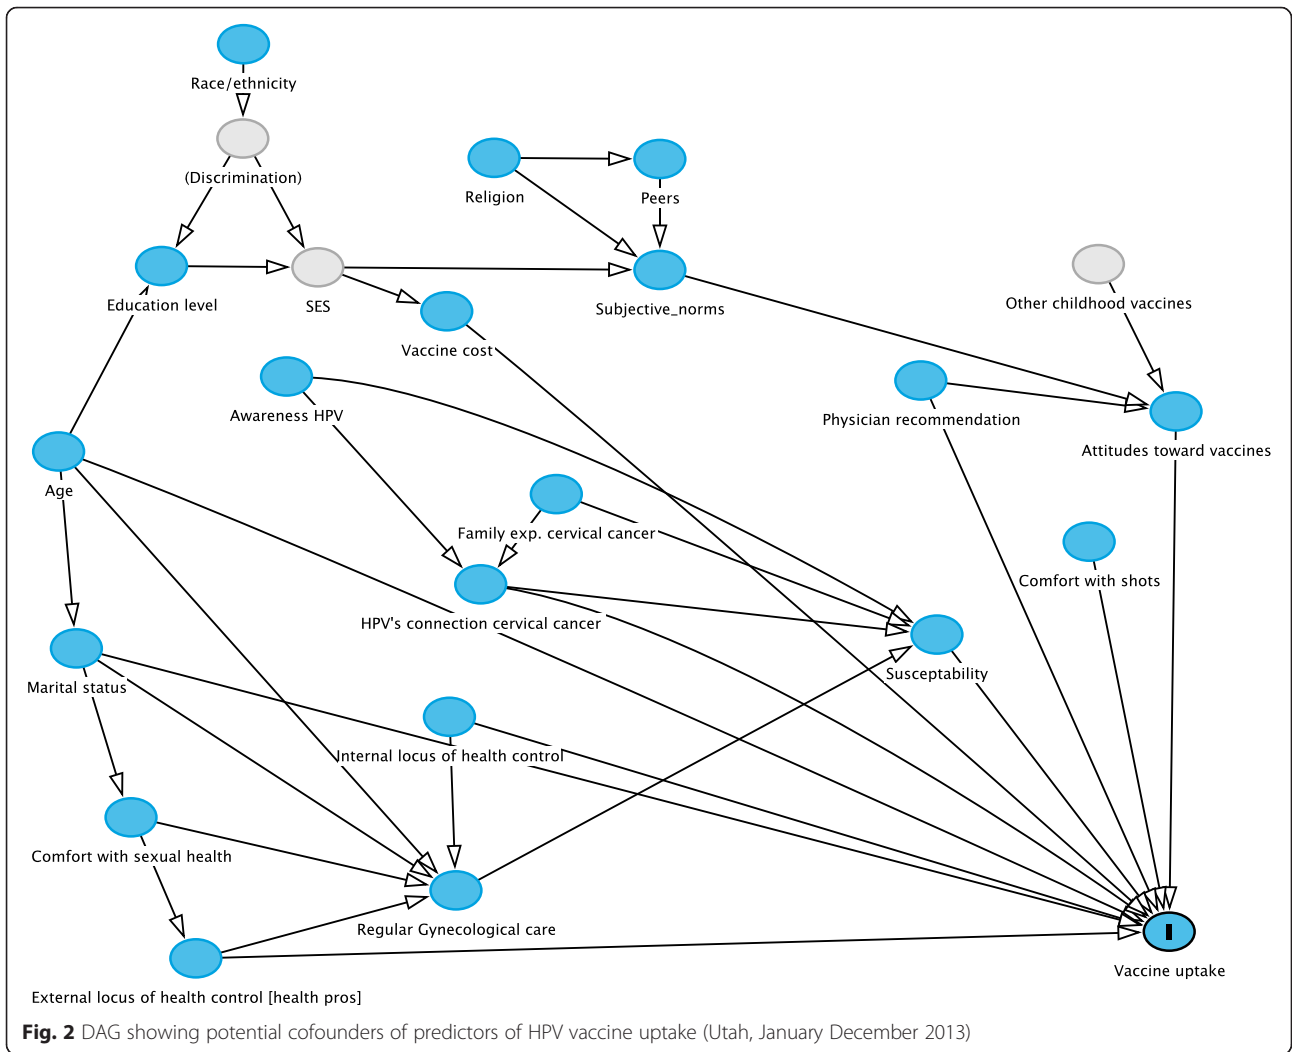 Race/ethnicity
(Discrimination)
Religion
Peers
Education level
SES
Subjective_norms
Other childhood vaccines
Vaccine cost
Awareness HPV
Physician recommendation
Attitudes toward vaccines
Age
Family exp. cervical cancer
Comfort with shots
HPV's connection cervical cancer
Susceptability
Marital status
Internal locus of health control
Comfort with sexual health
Regular Gynecological care
Vaccine uptake
External locus of health control [health pros]
Fig. 2 DAG showing potential cofounders of predictors of HPV vaccine uptake (Utah, January December 2013)